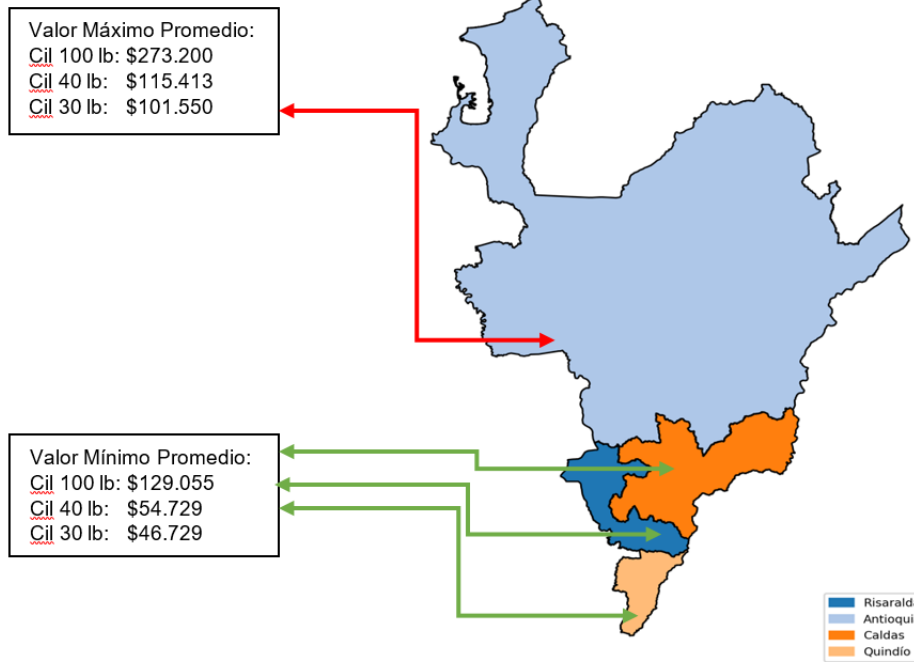 Valor Máximo Promedio:
Cil 100 lb: $273.200
Cil 40 lb: $115.413
Cil 30 lb: $101.550
Valor Mínimo Promedio:
Cil 100 lb: $129.055
Cil 40 lb: $54.729
Cil 30 lb: $46.729
Risarald
Antioqui
Caldas
Quindío